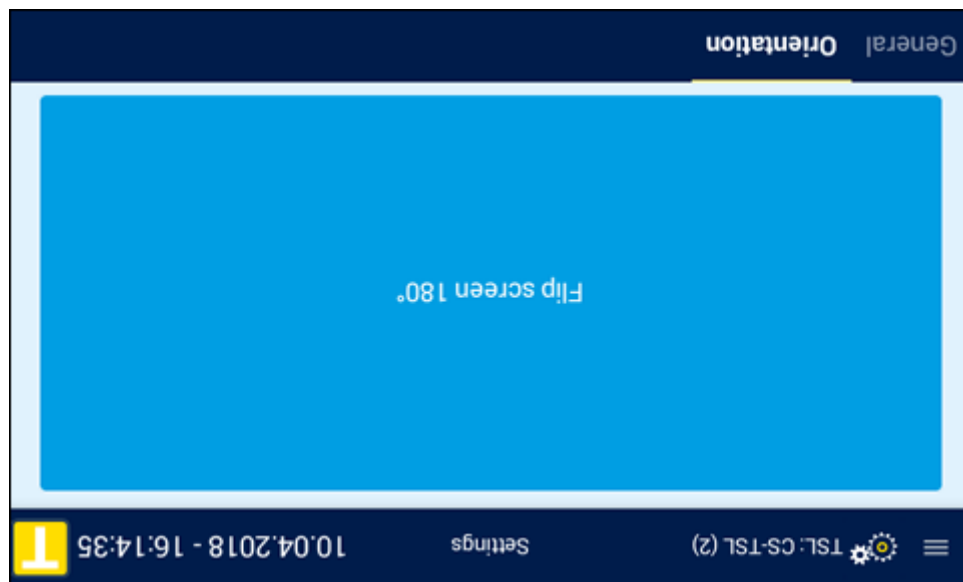 TSL: CS-TSL (2) Settings 10.04.2018 - 16:14:35 T
Flip screen 180°
General Orientation